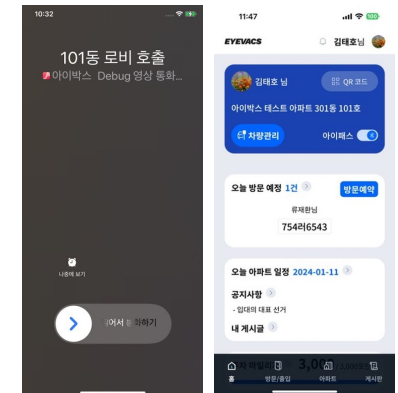 10:32
101동 로비 호출
아이박스 Debug 영상 통화...
나중에 보기
11:47
100
EYEVACS
김태호님
김태호 님
QR 코드
아이박스 테스트 아파트 301동 101호
차량관리
아이패스
오늘 방문 예정 1건
방문예약
류재환님
754러6543
오늘 아파트 일정 2024-01-11
공지사항
- 입대의 대표 선거
내 게시글
3,000
홈
방문/출입
아파트
게시판